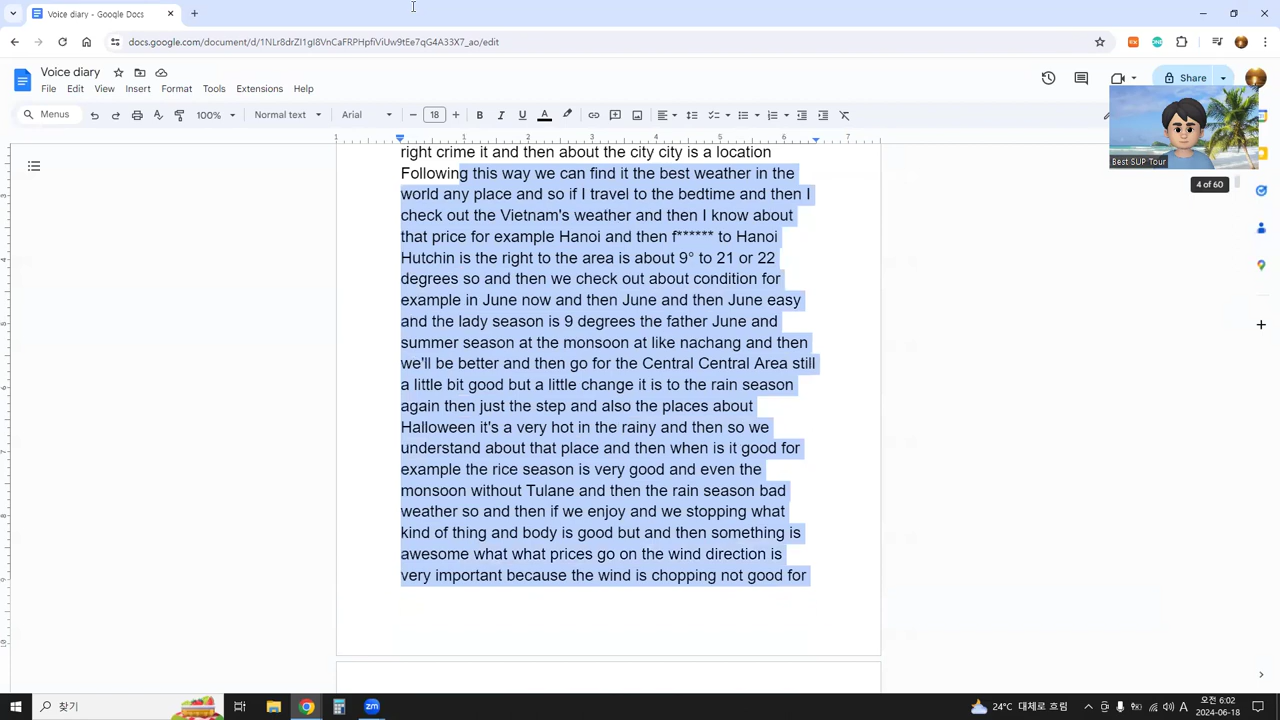 Voice diary - Google Docs
docs.google.com/document/d/1NLr8drZI1gI8VnCaFRPHpfiViUw9tEe7qG4A33X7_ao/edit
Voice diary
File Edit View Insert Format Tools Extensions Help
Share
Menus 100% Normal text Arial 18 B I U A
1 1 2 3 4 5 6 7
Best SUP Tour
4 of 60
right crime it and then about the city city is a location
Following this way we can find it the best weather in the
world any place and so if I travel to the bedtime and then I
check out the Vietnam's weather and then I know about
that price for example Hanoi and then f****** to Hanoi
Hutchin is the right to the area is about 9° to 21 or 22
degrees so and then we check out about condition for
example in June now and then June and then June easy
and the lady season is 9 degrees the father June and
summer season at the monsoon at like nachang and then
we'll be better and then go for the Central Central Area still
a little bit good but a little change it is to the rain season
again then just the step and also the places about
Halloween it's a very hot in the rainy and then so we
understand about that place and then when is it good for
example the rice season is very good and even the
monsoon without Tulane and then the rain season bad
weather so and then if we enjoy and we stopping what
kind of thing and body is good but and then something is
awesome what what prices go on the wind direction is
very important because the wind is chopping not good for
찾기
zm
24°C 대체로 흐림
A
오전 6:02
2024-06-18